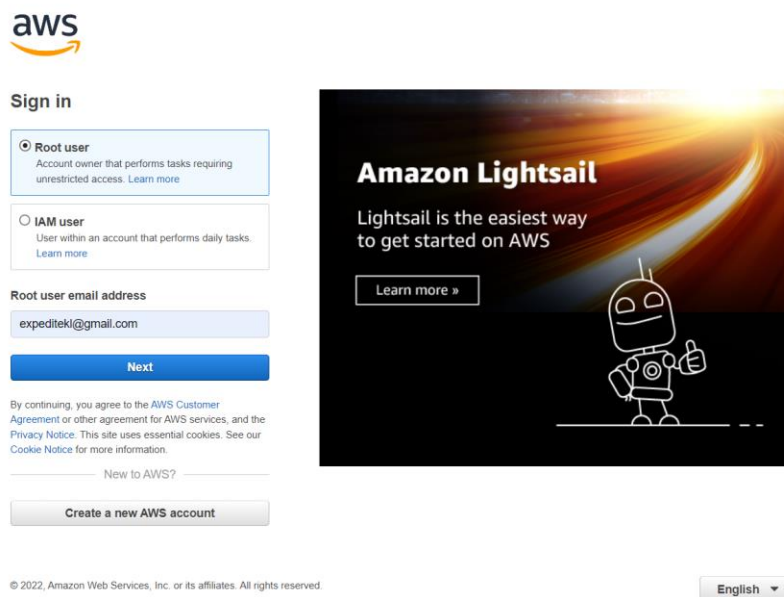 aws
Sign in
Root user
Account owner that performs tasks requiring
unrestricted access. Learn more
IAM user
User within an account that performs daily tasks.
Learn more
Root user email address
expeditekl@gmail.com
Next
By continuing, you agree to the AWS Customer
Agreement or other agreement for AWS services, and the
Privacy Notice. This site uses essential cookies. See our
Cookie Notice for more information.
New to AWS?
Create a new AWS account
Amazon Lightsail
Lightsail is the easiest way
to get started on AWS
Learn more »
© 2022, Amazon Web Services, Inc. or its affiliates. All rights reserved.
English